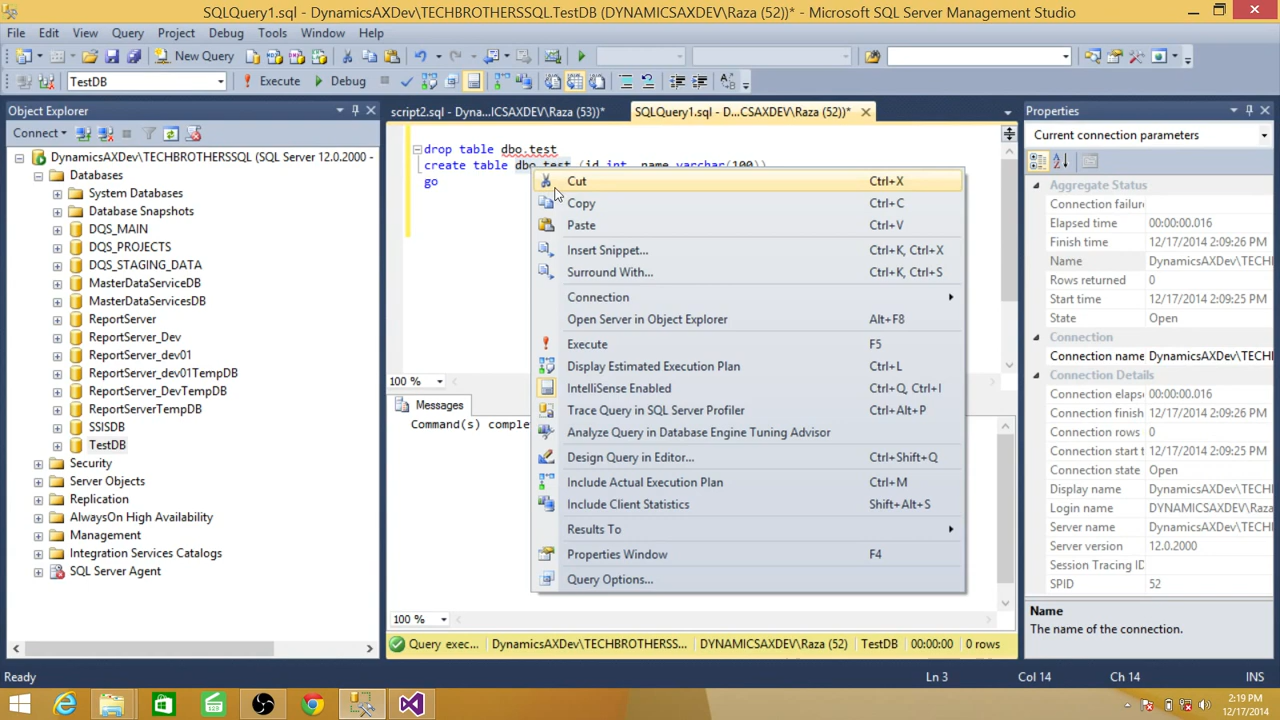 SQLQuery1.sql - DynamicsAXDev\TECHBROTHERSSQL.TestDB (DYNAMICSAXDEV\Raza (52))* - Microsoft SQL Server Management Studio
File Edit View Query Project Debug Tools Window Help
New Query
TestDB Execute Debug
Object Explorer
Connect
DynamicsAXDev\TECHBROTHERSSQL (SQL Server 12.0.2000 -
Databases
System Databases
Database Snapshots
DQS_MAIN
DQS_PROJECTS
DQS_STAGING_DATA
MasterDataServiceDB
MasterDataServicesDB
ReportServer
ReportServer_Dev
ReportServer_dev01
ReportServer_dev01TempDB
ReportServer_DevTempDB
ReportServerTempDB
SSISDB
TestDB
Security
Server Objects
Replication
AlwaysOn High Availability
Management
Integration Services Catalogs
SQL Server Agent
script2.sql - Dyna...ICSAXDEV\Raza (53))*
SQLQuery1.sql - D...CSAXDEV\Raza (52))*
drop table dbo.test
create table dbo.test (id int, name varchar(100))
go
Cut Ctrl+X
Copy Ctrl+C
Paste Ctrl+V
Insert Snippet... Ctrl+K, Ctrl+X
Surround With... Ctrl+K, Ctrl+S
Connection
Open Server in Object Explorer Alt+F8
Execute F5
Display Estimated Execution Plan Ctrl+L
IntelliSense Enabled Ctrl+Q, Ctrl+I
Trace Query in SQL Server Profiler Ctrl+Alt+P
Analyze Query in Database Engine Tuning Advisor
Design Query in Editor... Ctrl+Shift+Q
Include Actual Execution Plan Ctrl+M
Include Client Statistics Shift+Alt+S
Results To
Properties Window F4
Query Options...
100 %
Messages
Command(s) comple
100 %
Query exec... DynamicsAXDev\TECHBROTHERSS... DYNAMICSAXDEV\Raza (52) TestDB 00:00:00 0 rows
Properties
Current connection parameters
Aggregate Status
Connection failure
Elapsed time 00:00:00.016
Finish time 12/17/2014 2:09:26 PM
Name DynamicsAXDev\TECH
Rows returned 0
Start time 12/17/2014 2:09:25 PM
State Open
Connection
Connection name DynamicsAXDev\TECH
Connection Details
Connection elaps 00:00:00.016
Connection finish 12/17/2014 2:09:26 PM
Connection rows 0
Connection start t 12/17/2014 2:09:25 PM
Connection state Open
Display name DynamicsAXDev\TECH
Login name DYNAMICSAXDEV\Raza
Server name DynamicsAXDev\TECH
Server version 12.0.2000
Session Tracing ID
SPID 52
Name
The name of the connection.
Ready Ln 3 Col 14 Ch 14 INS
2:19 PM
12/17/2014